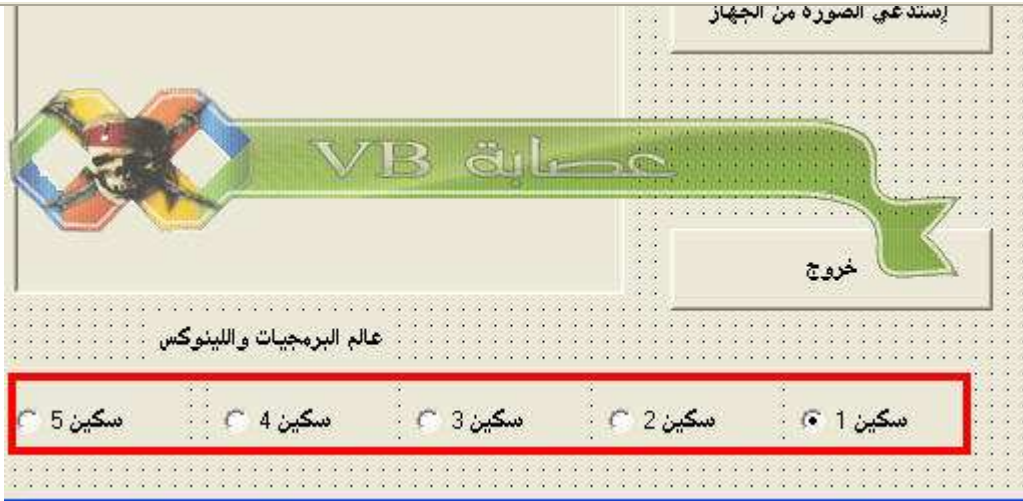 إستدعي الصورة من الجهاز
عصابة VB
خروج
عالم البرمجيات واللينوكس
سكين 1
سكين 2
سكين 3
سكين 4
سكين 5